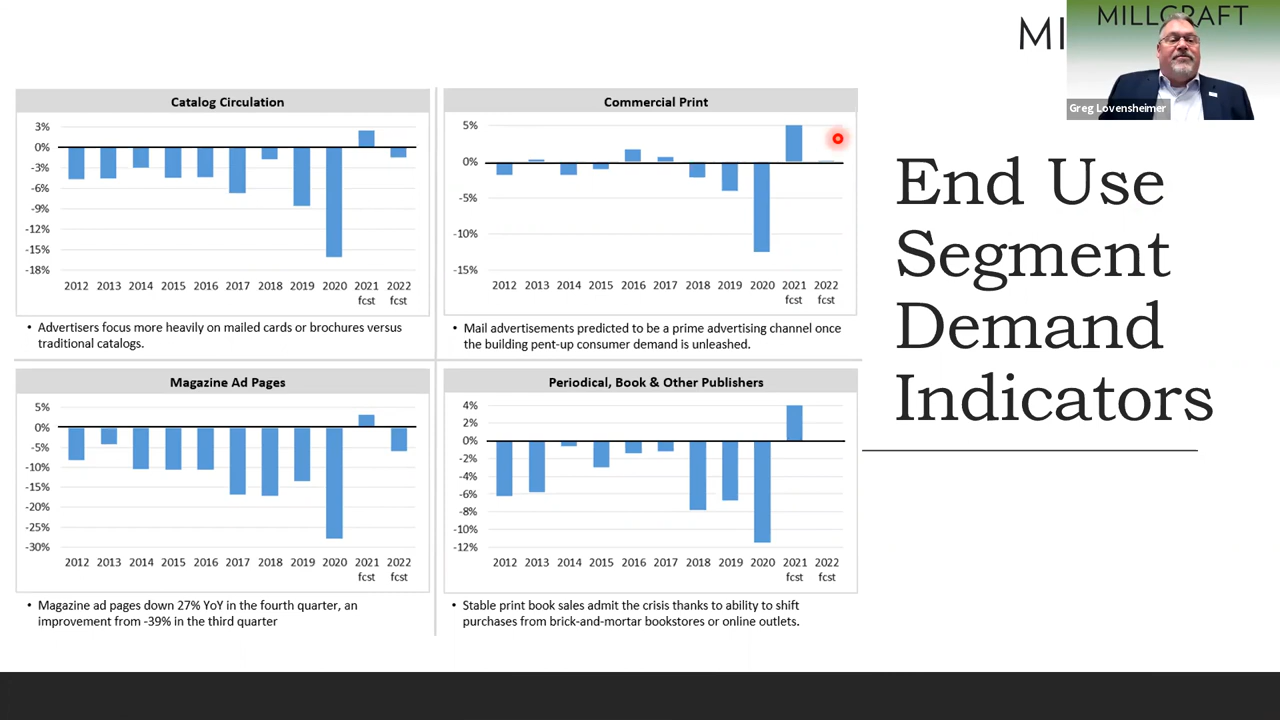 MI
MILLCRAFT
Greg Lovensheimer
End Use
Segment
Demand
Indicators
Catalog Circulation
3%
0%
-3%
-6%
-9%
-12%
-15%
-18%
2012 2013 2014 2015 2016 2017 2018 2019 2020 2021 2022
fcst fcst
• Advertisers focus more heavily on mailed cards or brochures versus
traditional catalogs.
Commercial Print
5%
0%
-5%
-10%
-15%
2012 2013 2014 2015 2016 2017 2018 2019 2020 2021 2022
fcst fcst
• Mail advertisements predicted to be a prime advertising channel once
the building pent-up consumer demand is unleashed.
Magazine Ad Pages
5%
0%
-5%
-10%
-15%
-20%
-25%
-30%
2012 2013 2014 2015 2016 2017 2018 2019 2020 2021 2022
fcst fcst
• Magazine ad pages down 27% YoY in the fourth quarter, an
improvement from -39% in the third quarter
Periodical, Book & Other Publishers
4%
2%
0%
-2%
-4%
-6%
-8%
-10%
-12%
2012 2013 2014 2015 2016 2017 2018 2019 2020 2021 2022
fcst fcst
• Stable print book sales admit the crisis thanks to ability to shift
purchases from brick-and-mortar bookstores or online outlets.